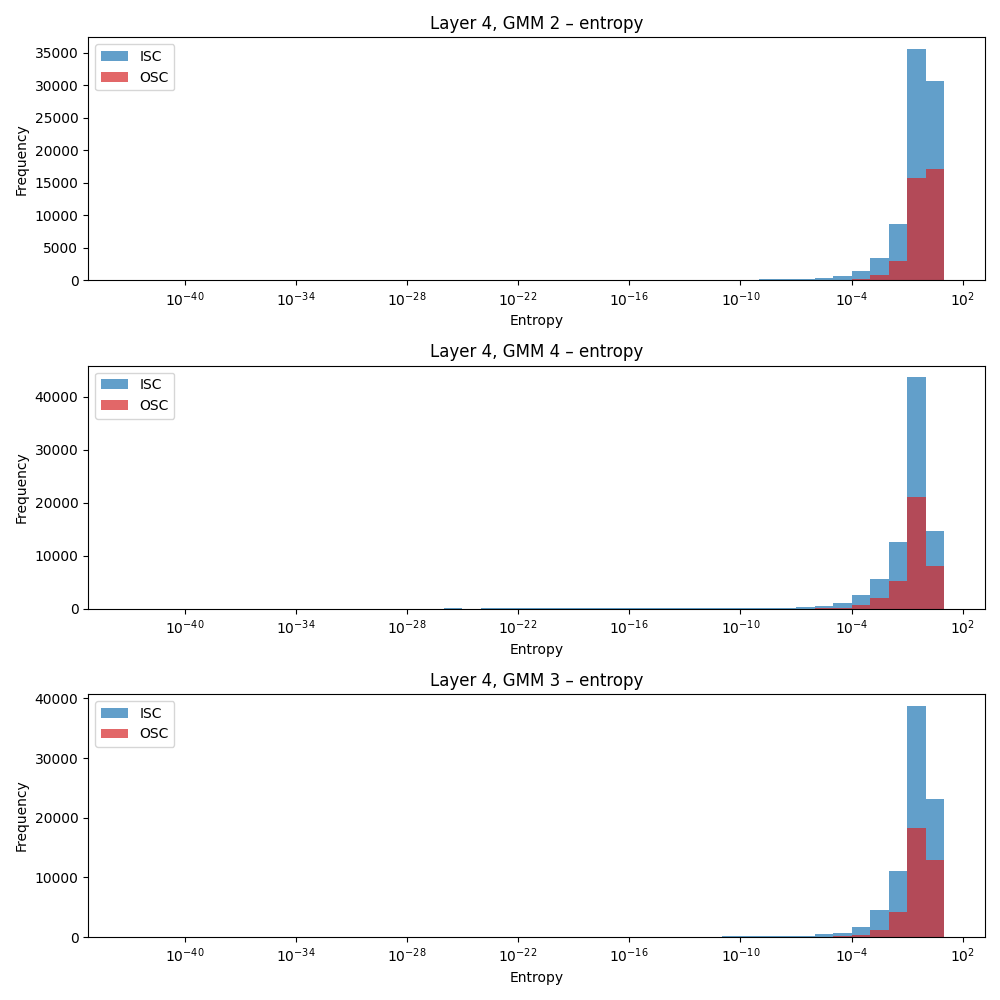 Layer 4, GMM 2 – entropy
ISC
OSC
Frequency
35000
30000
25000
20000
15000
10000
5000
0
10^-40 10^-34 10^-28 10^-22 10^-16 10^-10 10^-4 10^2
Entropy
Layer 4, GMM 4 – entropy
ISC
OSC
Frequency
40000
30000
20000
10000
0
10^-40 10^-34 10^-28 10^-22 10^-16 10^-10 10^-4 10^2
Entropy
Layer 4, GMM 3 – entropy
ISC
OSC
Frequency
40000
30000
20000
10000
0
10^-40 10^-34 10^-28 10^-22 10^-16 10^-10 10^-4 10^2
Entropy